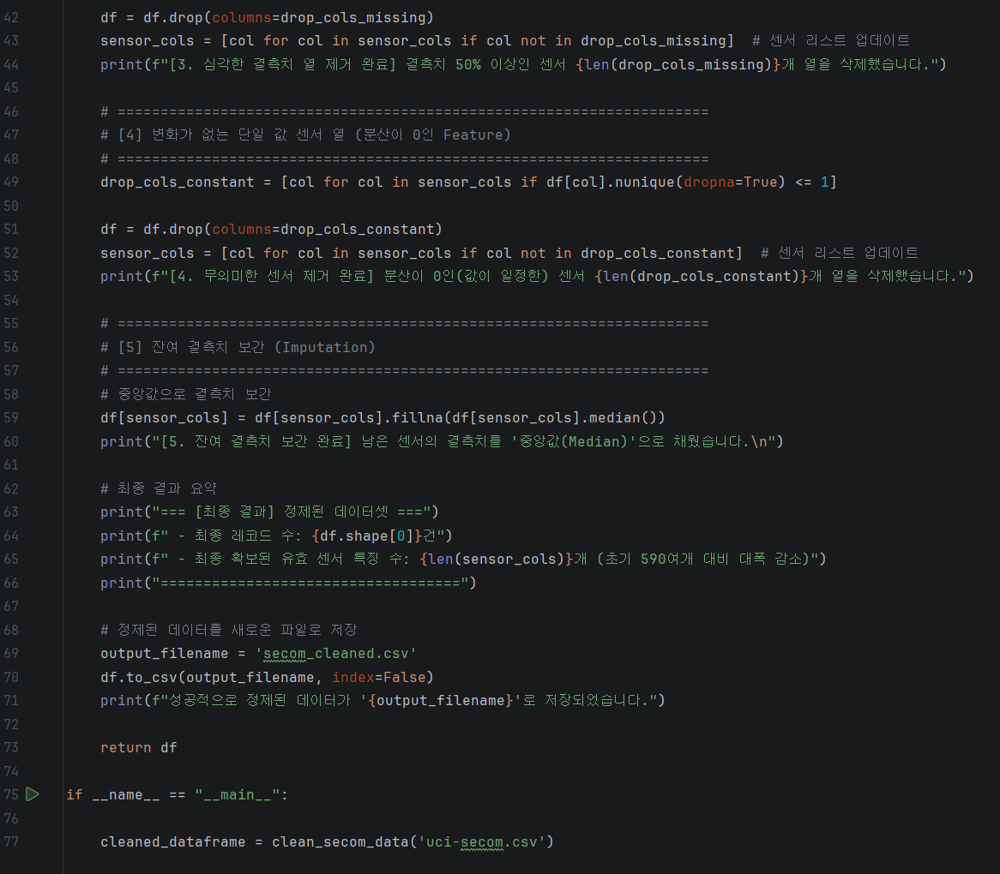 42 df = df.drop(columns=drop_cols_missing)
43 sensor_cols = [col for col in sensor_cols if col not in drop_cols_missing]  # 센서 리스트 업데이트
44 print(f"[3. 심각한 결측치 열 제거 완료] 결측치 50% 이상인 센서 {len(drop_cols_missing)}개 열을 삭제했습니다.")
45
46 # =====================================================================
47 # [4] 변화가 없는 단일 값 센서 열 (분산이 0인 Feature)
48 # =====================================================================
49 drop_cols_constant = [col for col in sensor_cols if df[col].nunique(dropna=True) <= 1]
50
51 df = df.drop(columns=drop_cols_constant)
52 sensor_cols = [col for col in sensor_cols if col not in drop_cols_constant]  # 센서 리스트 업데이트
53 print(f"[4. 무의미한 센서 제거 완료] 분산이 0인(값이 일정한) 센서 {len(drop_cols_constant)}개 열을 삭제했습니다.")
54
55 # =====================================================================
56 # [5] 잔여 결측치 보간 (Imputation)
57 # =====================================================================
58 # 중앙값으로 결측치 보간
59 df[sensor_cols] = df[sensor_cols].fillna(df[sensor_cols].median())
60 print("[5. 잔여 결측치 보간 완료] 남은 센서의 결측치를 '중앙값(Median)'으로 채웠습니다.\n")
61
62 # 최종 결과 요약
63 print("=== [최종 결과] 정제된 데이터셋 ===")
64 print(f" - 최종 레코드 수: {df.shape[0]}건")
65 print(f" - 최종 확보된 유효 센서 특징 수: {len(sensor_cols)}개 (초기 590여개 대비 대폭 감소)")
66 print("===================================")
67
68 # 정제된 데이터를 새로운 파일로 저장
69 output_filename = 'secom_cleaned.csv'
70 df.to_csv(output_filename, index=False)
71 print(f"성공적으로 정제된 데이터가 '{output_filename}'로 저장되었습니다.")
72
73 return df
74
75 if __name__ == "__main__":
76
77 cleaned_dataframe = clean_secom_data('uci-secom.csv')